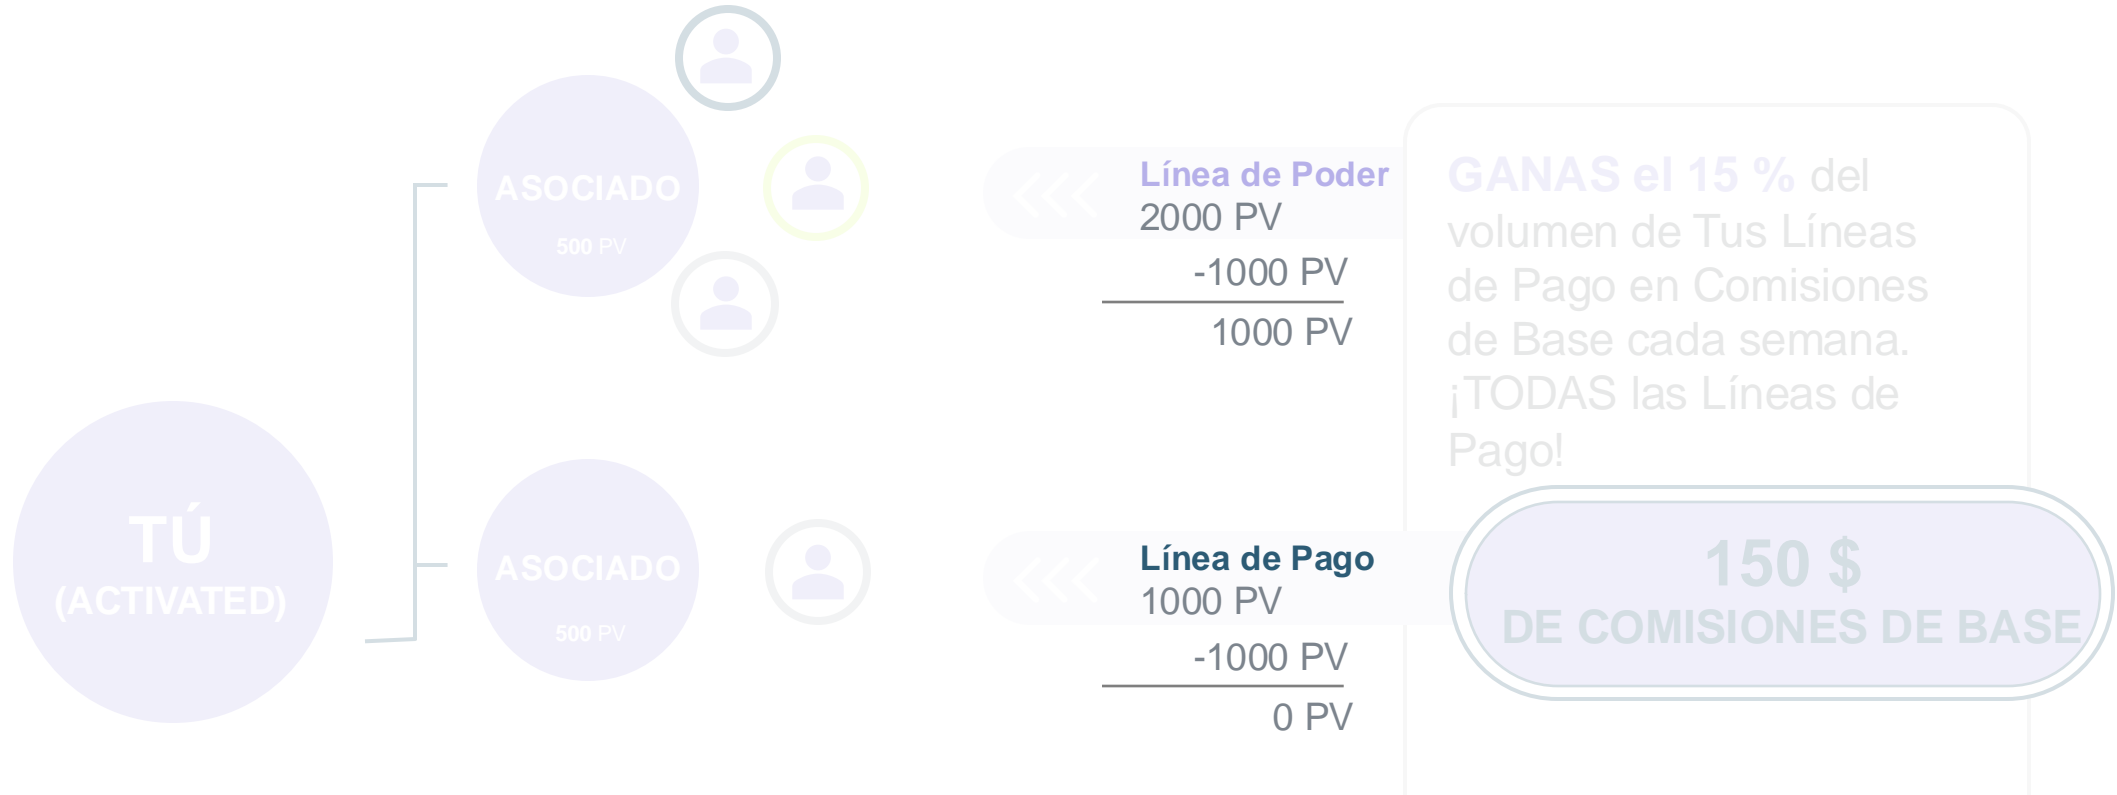 ASOCIADO
500 PV
Línea de Poder
2000 PV
-1000 PV
1000 PV
GANAS el 15 % del
volumen de Tus Líneas
de Pago en Comisiones
de Base cada semana.
¡TODAS las Líneas de
Pago!
TÚ
(ACTIVATED)
ASOCIADO
500 PV
Línea de Pago
1000 PV
-1000 PV
0 PV
150 $
DE COMISIONES DE BASE